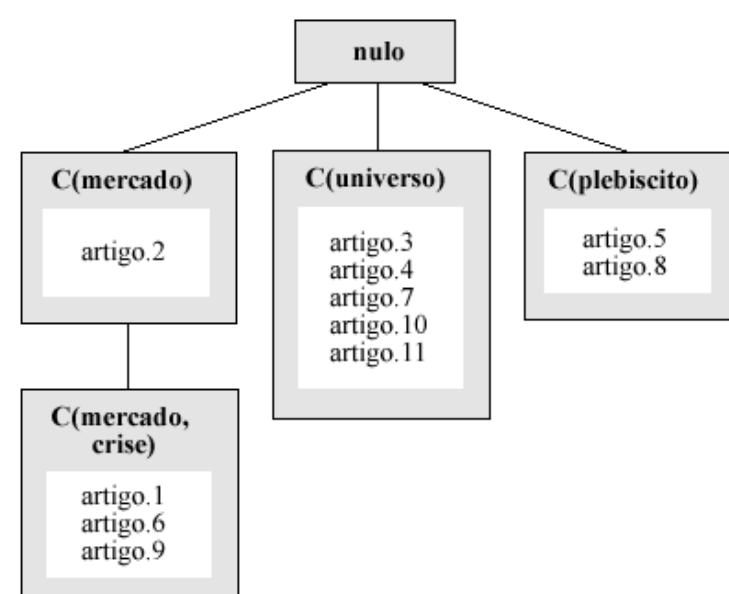 nulo
C(mercado)
artigo.2
C(universo)
artigo.3
artigo.4
artigo.7
artigo.10
artigo.11
C(plebiscito)
artigo.5
artigo.8
C(mercado,
crise)
artigo.1
artigo.6
artigo.9